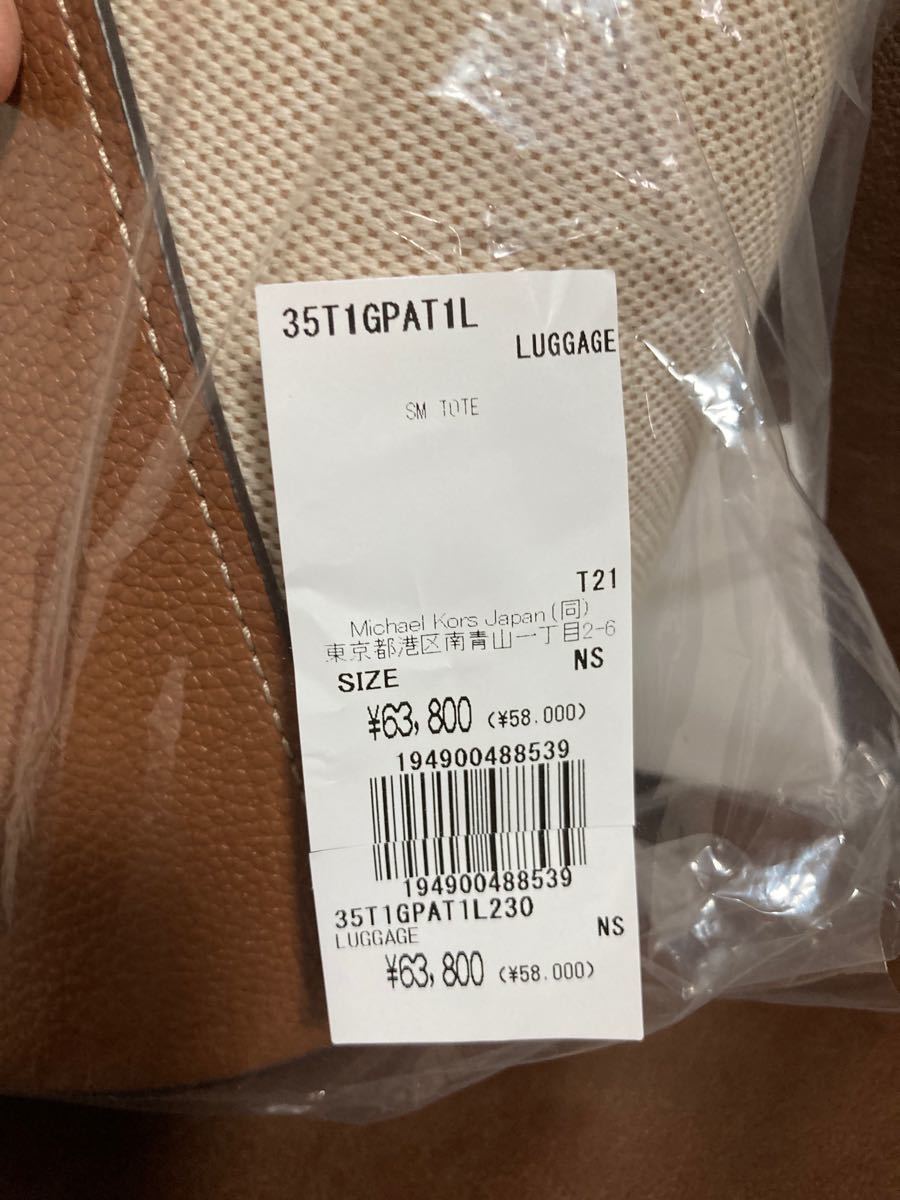 35T1GPAT1L
LUGGAGE
SM TOTE
T21
Michael Kors Japan (同)
東京都港区南青山一丁目2-6
SIZE NS
¥63,800 (¥58.000)
194900488539
194900488539
35T1GPAT1L230
LUGGAGE NS
¥63,800 (¥58.000)